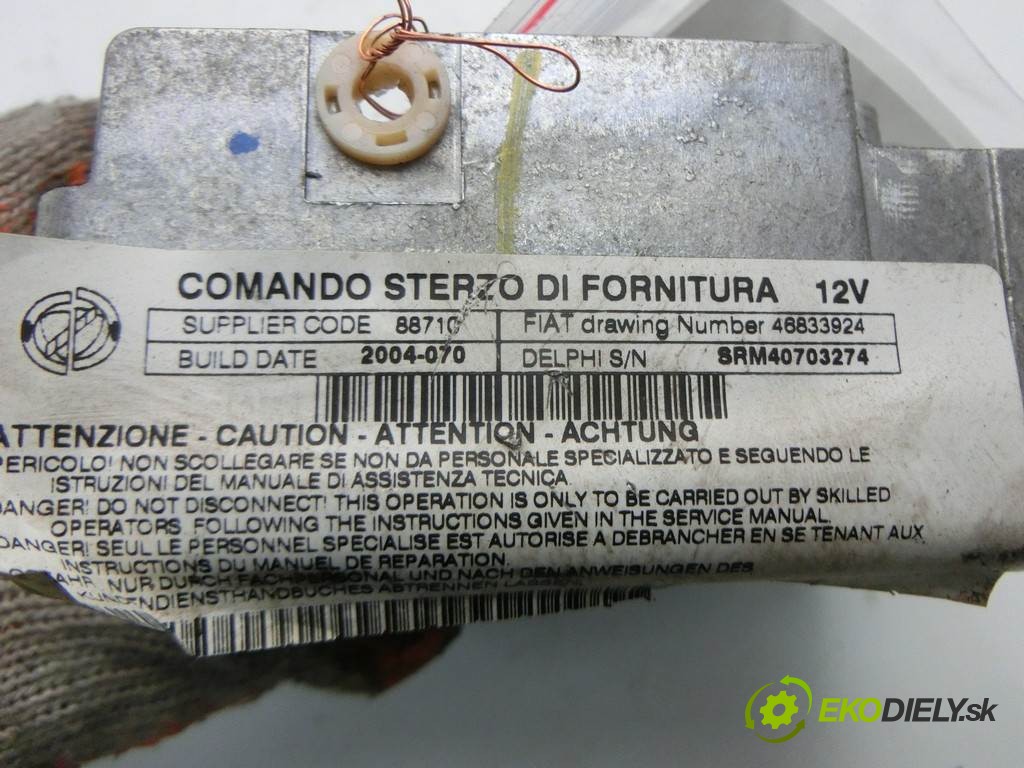 COMANDO STERZO DI FORNITURA 12V
SUPPLIER CODE 88710 FIAT drawing Number 46833924
BUILD DATE 2004-070 DELPHI S/N SRM40703274
ATTENZIONE - CAUTION - ATTENTION - ACHTUNG
PERICOLO! NON SCOLLEGARE SE NON DA PERSONALE SPECIALIZZATO E SEGUENDO LE
ISTRUZIONI DEL MANUALE DI ASSISTENZA TECNICA.
DANGER! DO NOT DISCONNECT! THIS OPERATION IS ONLY TO BE CARRIED OUT BY SKILLED
OPERATORS, FOLLOWING THE INSTRUCTIONS GIVEN IN THE SERVICE MANUAL.
DANGER! SEUL LE PERSONNEL SPECIALISE EST AUTORISE A DEBRANCHER EN SE TENANT AUX
INSTRUCTIONS DU MANUEL DE REPARATION.
NUR DURCH FACHPERSONAL UND NACH DEN ANWEISUNGEN DES
KUNDENDIENSTHANDBUCHES ABTRENNEN LASSEN.
EKODIELY.sk